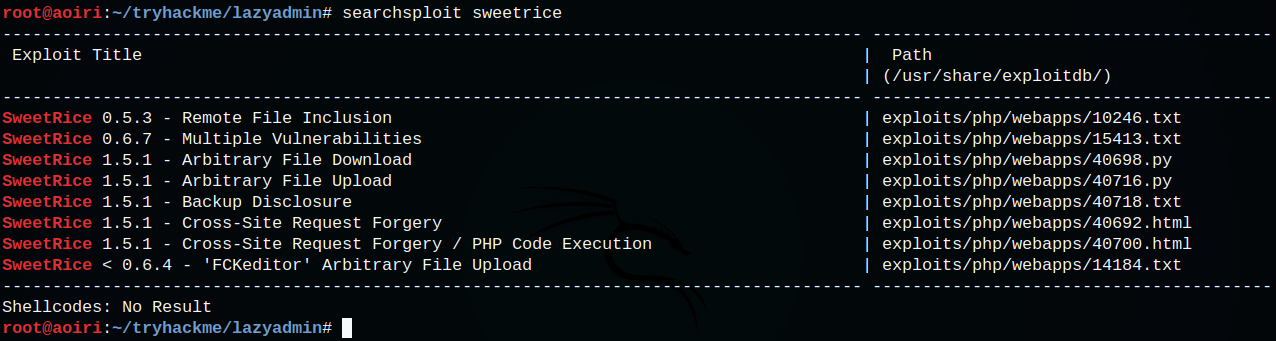 root@aoiri:~/tryhackme/lazyadmin# searchsploit sweetrice
--------------------------------------------------------------------------------------- ----------------------------------------
 Exploit Title                                                                         |  Path
                                                                                       | (/usr/share/exploitdb/)
--------------------------------------------------------------------------------------- ----------------------------------------
SweetRice 0.5.3 - Remote File Inclusion                                                | exploits/php/webapps/10246.txt
SweetRice 0.6.7 - Multiple Vulnerabilities                                             | exploits/php/webapps/15413.txt
SweetRice 1.5.1 - Arbitrary File Download                                              | exploits/php/webapps/40698.py
SweetRice 1.5.1 - Arbitrary File Upload                                                | exploits/php/webapps/40716.py
SweetRice 1.5.1 - Backup Disclosure                                                    | exploits/php/webapps/40718.txt
SweetRice 1.5.1 - Cross-Site Request Forgery                                           | exploits/php/webapps/40692.html
SweetRice 1.5.1 - Cross-Site Request Forgery / PHP Code Execution                      | exploits/php/webapps/40700.html
SweetRice < 0.6.4 - 'FCKeditor' Arbitrary File Upload                                  | exploits/php/webapps/14184.txt
--------------------------------------------------------------------------------------- ----------------------------------------
Shellcodes: No Result
root@aoiri:~/tryhackme/lazyadmin#